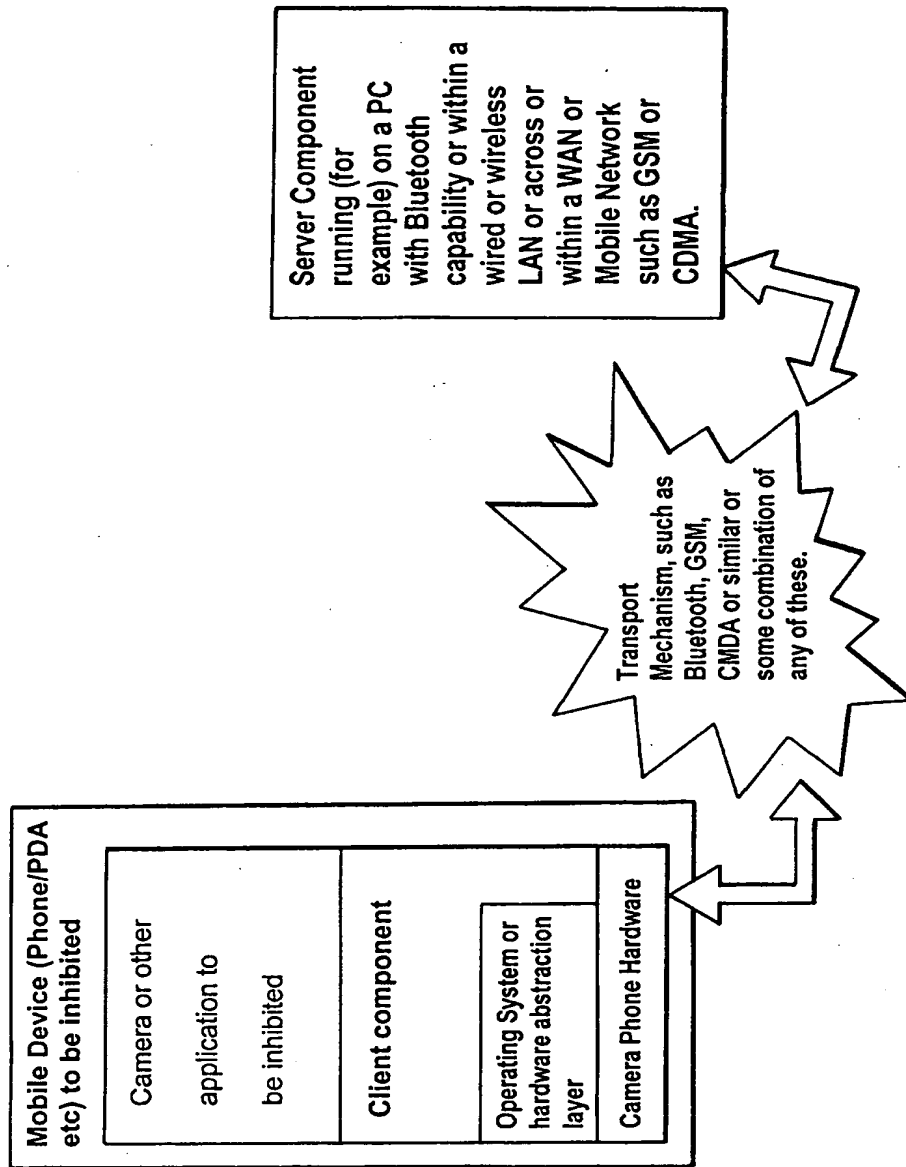 Mobile Device (Phone/PDA
etc) to be inhibited
Camera or other
application to
be inhibited
Client component
Operating System or
hardware abstraction
layer
Camera Phone Hardware
Transport
Mechanism, such as
Bluetooth, GSM,
CMDA or similar or
some combination of
any of these.
Server Component
running (for
example) on a PC
with Bluetooth
capability or within a
wired or wireless
LAN or across or
within a WAN or
Mobile Network
such as GSM or
CDMA.